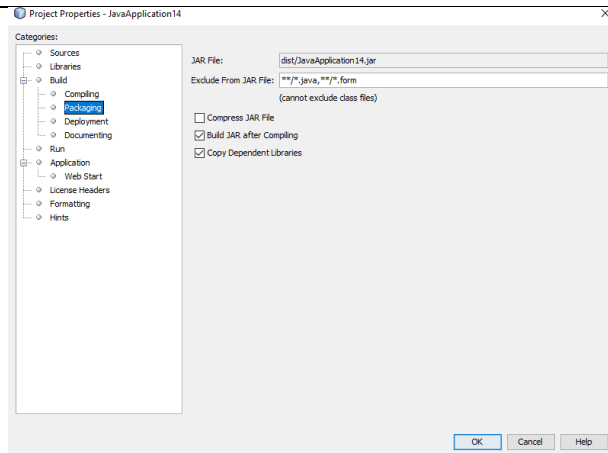 Project Properties - JavaApplication14
Categories:
Sources
Libraries
Build
Compiling
Packaging
Deployment
Documenting
Run
Application
Web Start
License Headers
Formatting
Hints
JAR File: dist/JavaApplication14.jar
Exclude From JAR File: **/*.java,**/*.form
(cannot exclude class files)
Compress JAR File
Build JAR after Compiling
Copy Dependent Libraries
OK Cancel Help